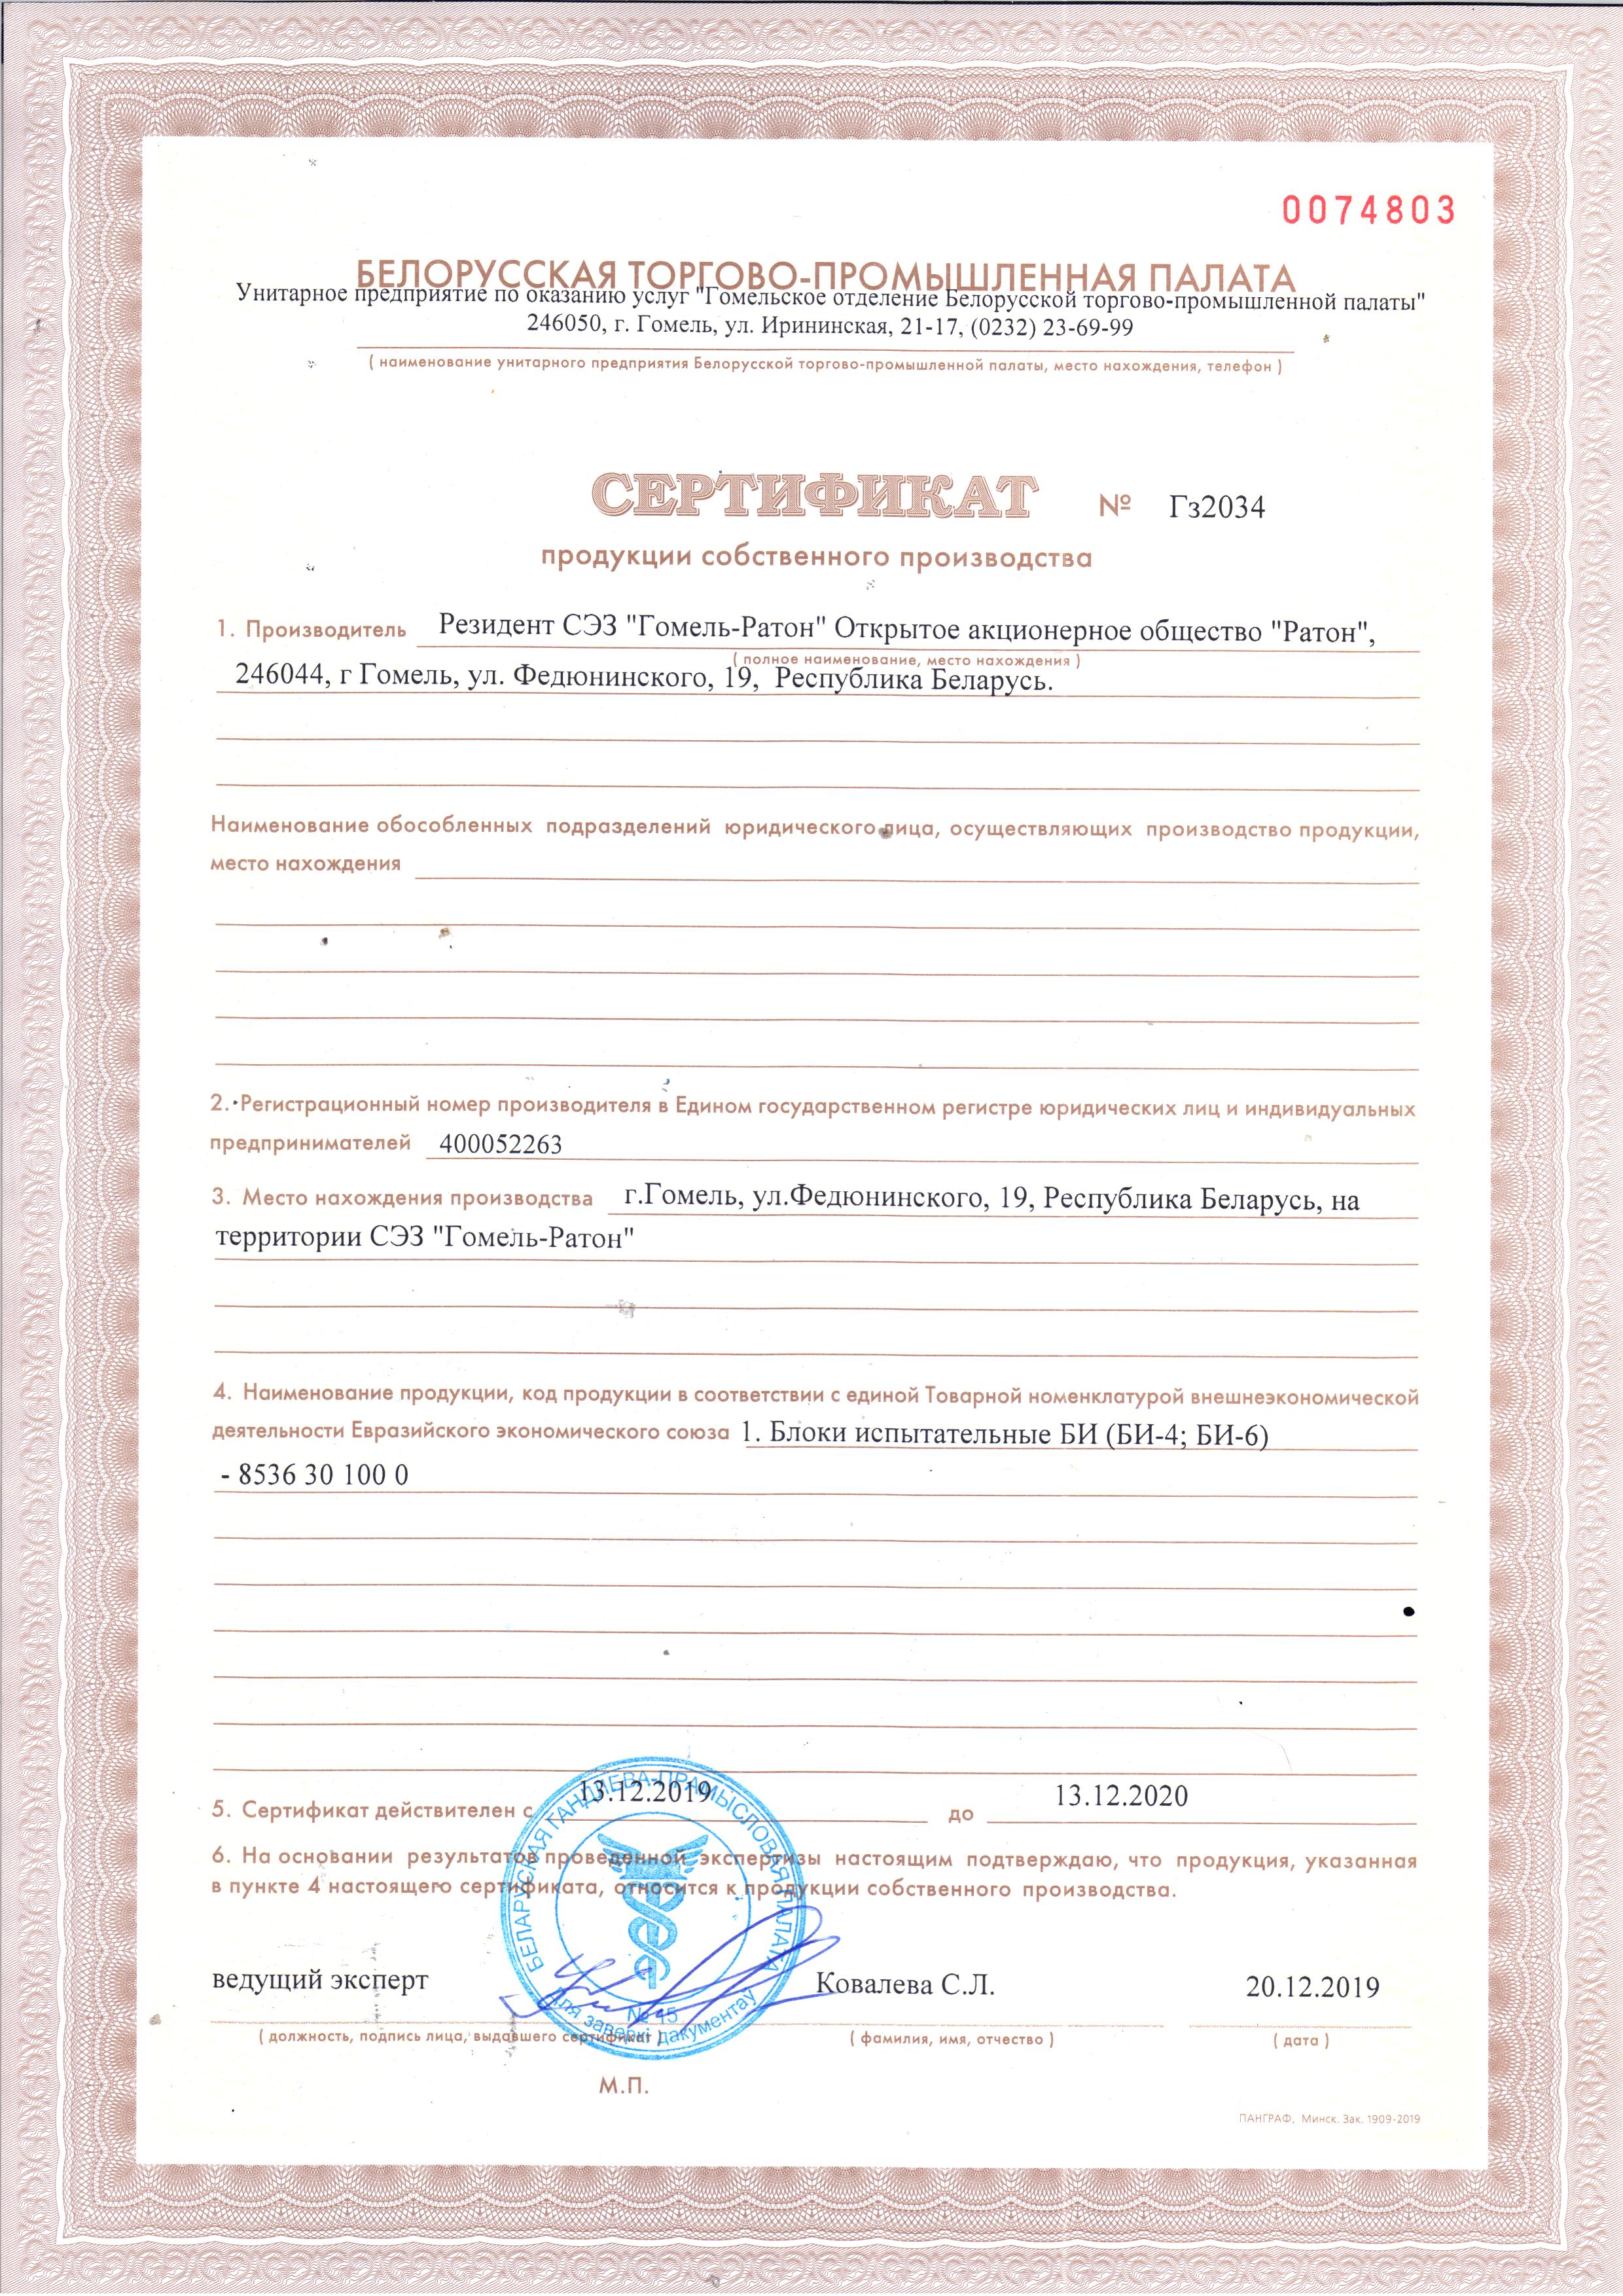 0074803
БЕЛОРУССКАЯ ТОРГОВО-ПРОМЫШЛЕННАЯ ПАЛАТА
Унитарное предприятие по оказанию услуг "Гомельское отделение Белорусской торгово-промышленной палаты"
246050, г. Гомель, ул. Ирининская, 21-17, (0232) 23-69-99
( наименование унитарного предприятия Белорусской торгово-промышленной палаты, место нахождения, телефон )
СЕРТИФИКАТ № Гз2034
продукции собственного производства
1. Производитель Резидент СЭЗ "Гомель-Ратон" Открытое акционерное общество "Ратон",
( полное наименование, место нахождения )
246044, г Гомель, ул. Федюнинского, 19, Республика Беларусь.
Наименование обособленных подразделений юридического лица, осуществляющих производство продукции,
место нахождения
2. Регистрационный номер производителя в Едином государственном регистре юридических лиц и индивидуальных
предпринимателей 400052263
3. Место нахождения производства г.Гомель, ул.Федюнинского, 19, Республика Беларусь, на
территории СЭЗ "Гомель-Ратон"
4. Наименование продукции, код продукции в соответствии с единой Товарной номенклатурой внешнеэкономической
деятельности Евразийского экономического союза 1. Блоки испытательные БИ (БИ-4; БИ-6)
- 8536 30 100 0
5. Сертификат действителен с 13.12.2019 до 13.12.2020
6. На основании результатов проведенной экспертизы настоящим подтверждаю, что продукция, указанная
в пункте 4 настоящего сертификата, относится к продукции собственного производства.
БЕЛАРУСКАЯ ГАНДЛЕВА-ПРАМЫСЛОВАЯ ПАЛАТА
№ 45
для заверкі дакументаў
ведущий эксперт Ковалева С.Л. 20.12.2019
( должность, подпись лица, выдавшего сертификат ) ( фамилия, имя, отчество ) ( дата )
М.П.
ПАНГРАФ, Минск. Зак. 1909-2019